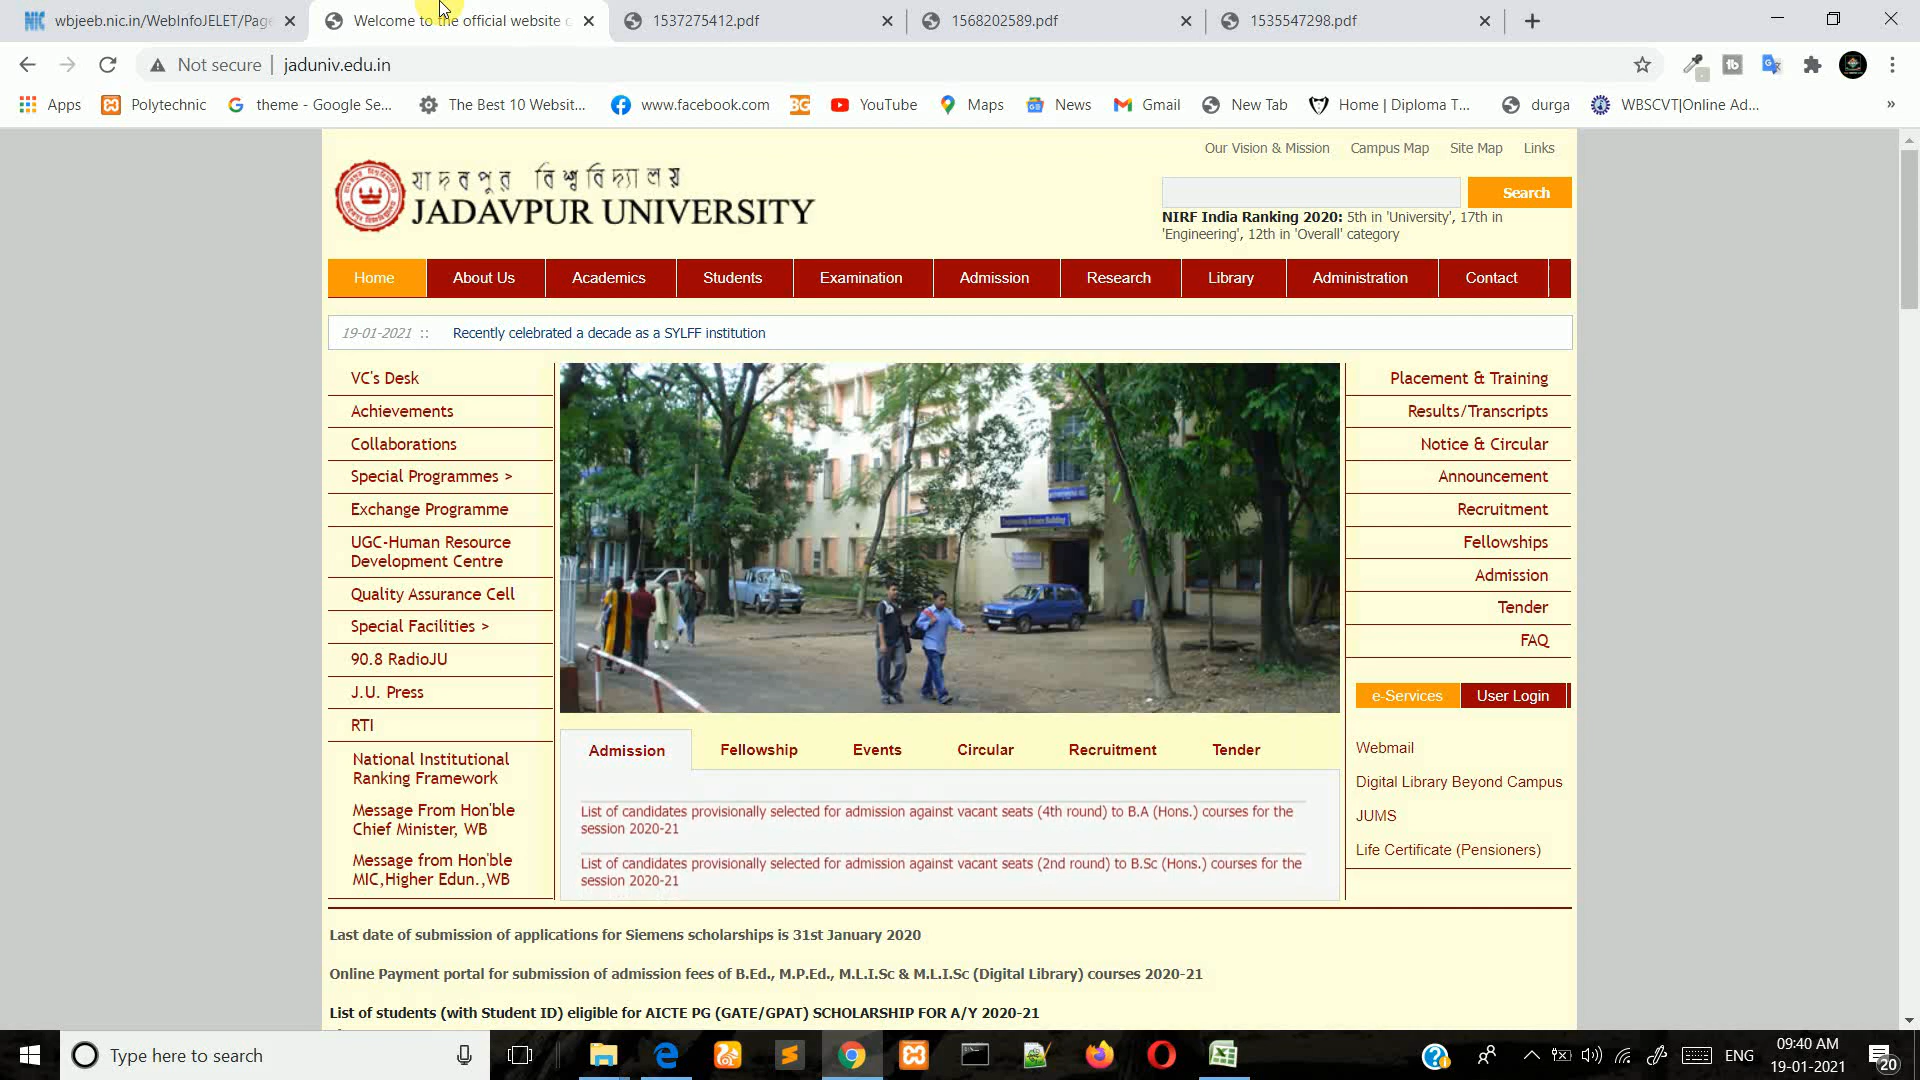 wbjeeb.nic.in/WebInfoJELET/Page
Welcome to the official website
1537275412.pdf
1568202589.pdf
1535547298.pdf
Not secure
jaduniv.edu.in
Apps
Polytechnic
theme - Google Se...
The Best 10 Websit...
www.facebook.com
YouTube
Maps
News
Gmail
New Tab
Home | Diploma T...
durga
WBSCVT|Online Ad...
Our Vision & Mission
Campus Map
Site Map
Links
যাদবপুর বিশ্ববিদ্যালয়
JADAVPUR UNIVERSITY
Search
NIRF India Ranking 2020: 5th in 'University', 17th in
'Engineering', 12th in 'Overall' category
Home
About Us
Academics
Students
Examination
Admission
Research
Library
Administration
Contact
19-01-2021 :: Recently celebrated a decade as a SYLFF institution
VC's Desk
Achievements
Collaborations
Special Programmes >
Exchange Programme
UGC-Human Resource
Development Centre
Quality Assurance Cell
Special Facilities >
90.8 RadioJU
J.U. Press
RTI
National Institutional
Ranking Framework
Message From Hon'ble
Chief Minister, WB
Message from Hon'ble
MIC,Higher Edun.,WB
Placement & Training
Results/Transcripts
Notice & Circular
Announcement
Recruitment
Fellowships
Admission
Tender
FAQ
e-Services
User Login
Webmail
Digital Library Beyond Campus
JUMS
Life Certificate (Pensioners)
Admission
Fellowship
Events
Circular
Recruitment
Tender
List of candidates provisionally selected for admission against vacant seats (4th round) to B.A (Hons.) courses for the
session 2020-21
List of candidates provisionally selected for admission against vacant seats (2nd round) to B.Sc (Hons.) courses for the
session 2020-21
Last date of submission of applications for Siemens scholarships is 31st January 2020
Online Payment portal for submission of admission fees of B.Ed., M.P.Ed., M.L.I.Sc & M.L.I.Sc (Digital Library) courses 2020-21
List of students (with Student ID) eligible for AICTE PG (GATE/GPAT) SCHOLARSHIP FOR A/Y 2020-21
Type here to search
ENG
09:40 AM
19-01-2021
20